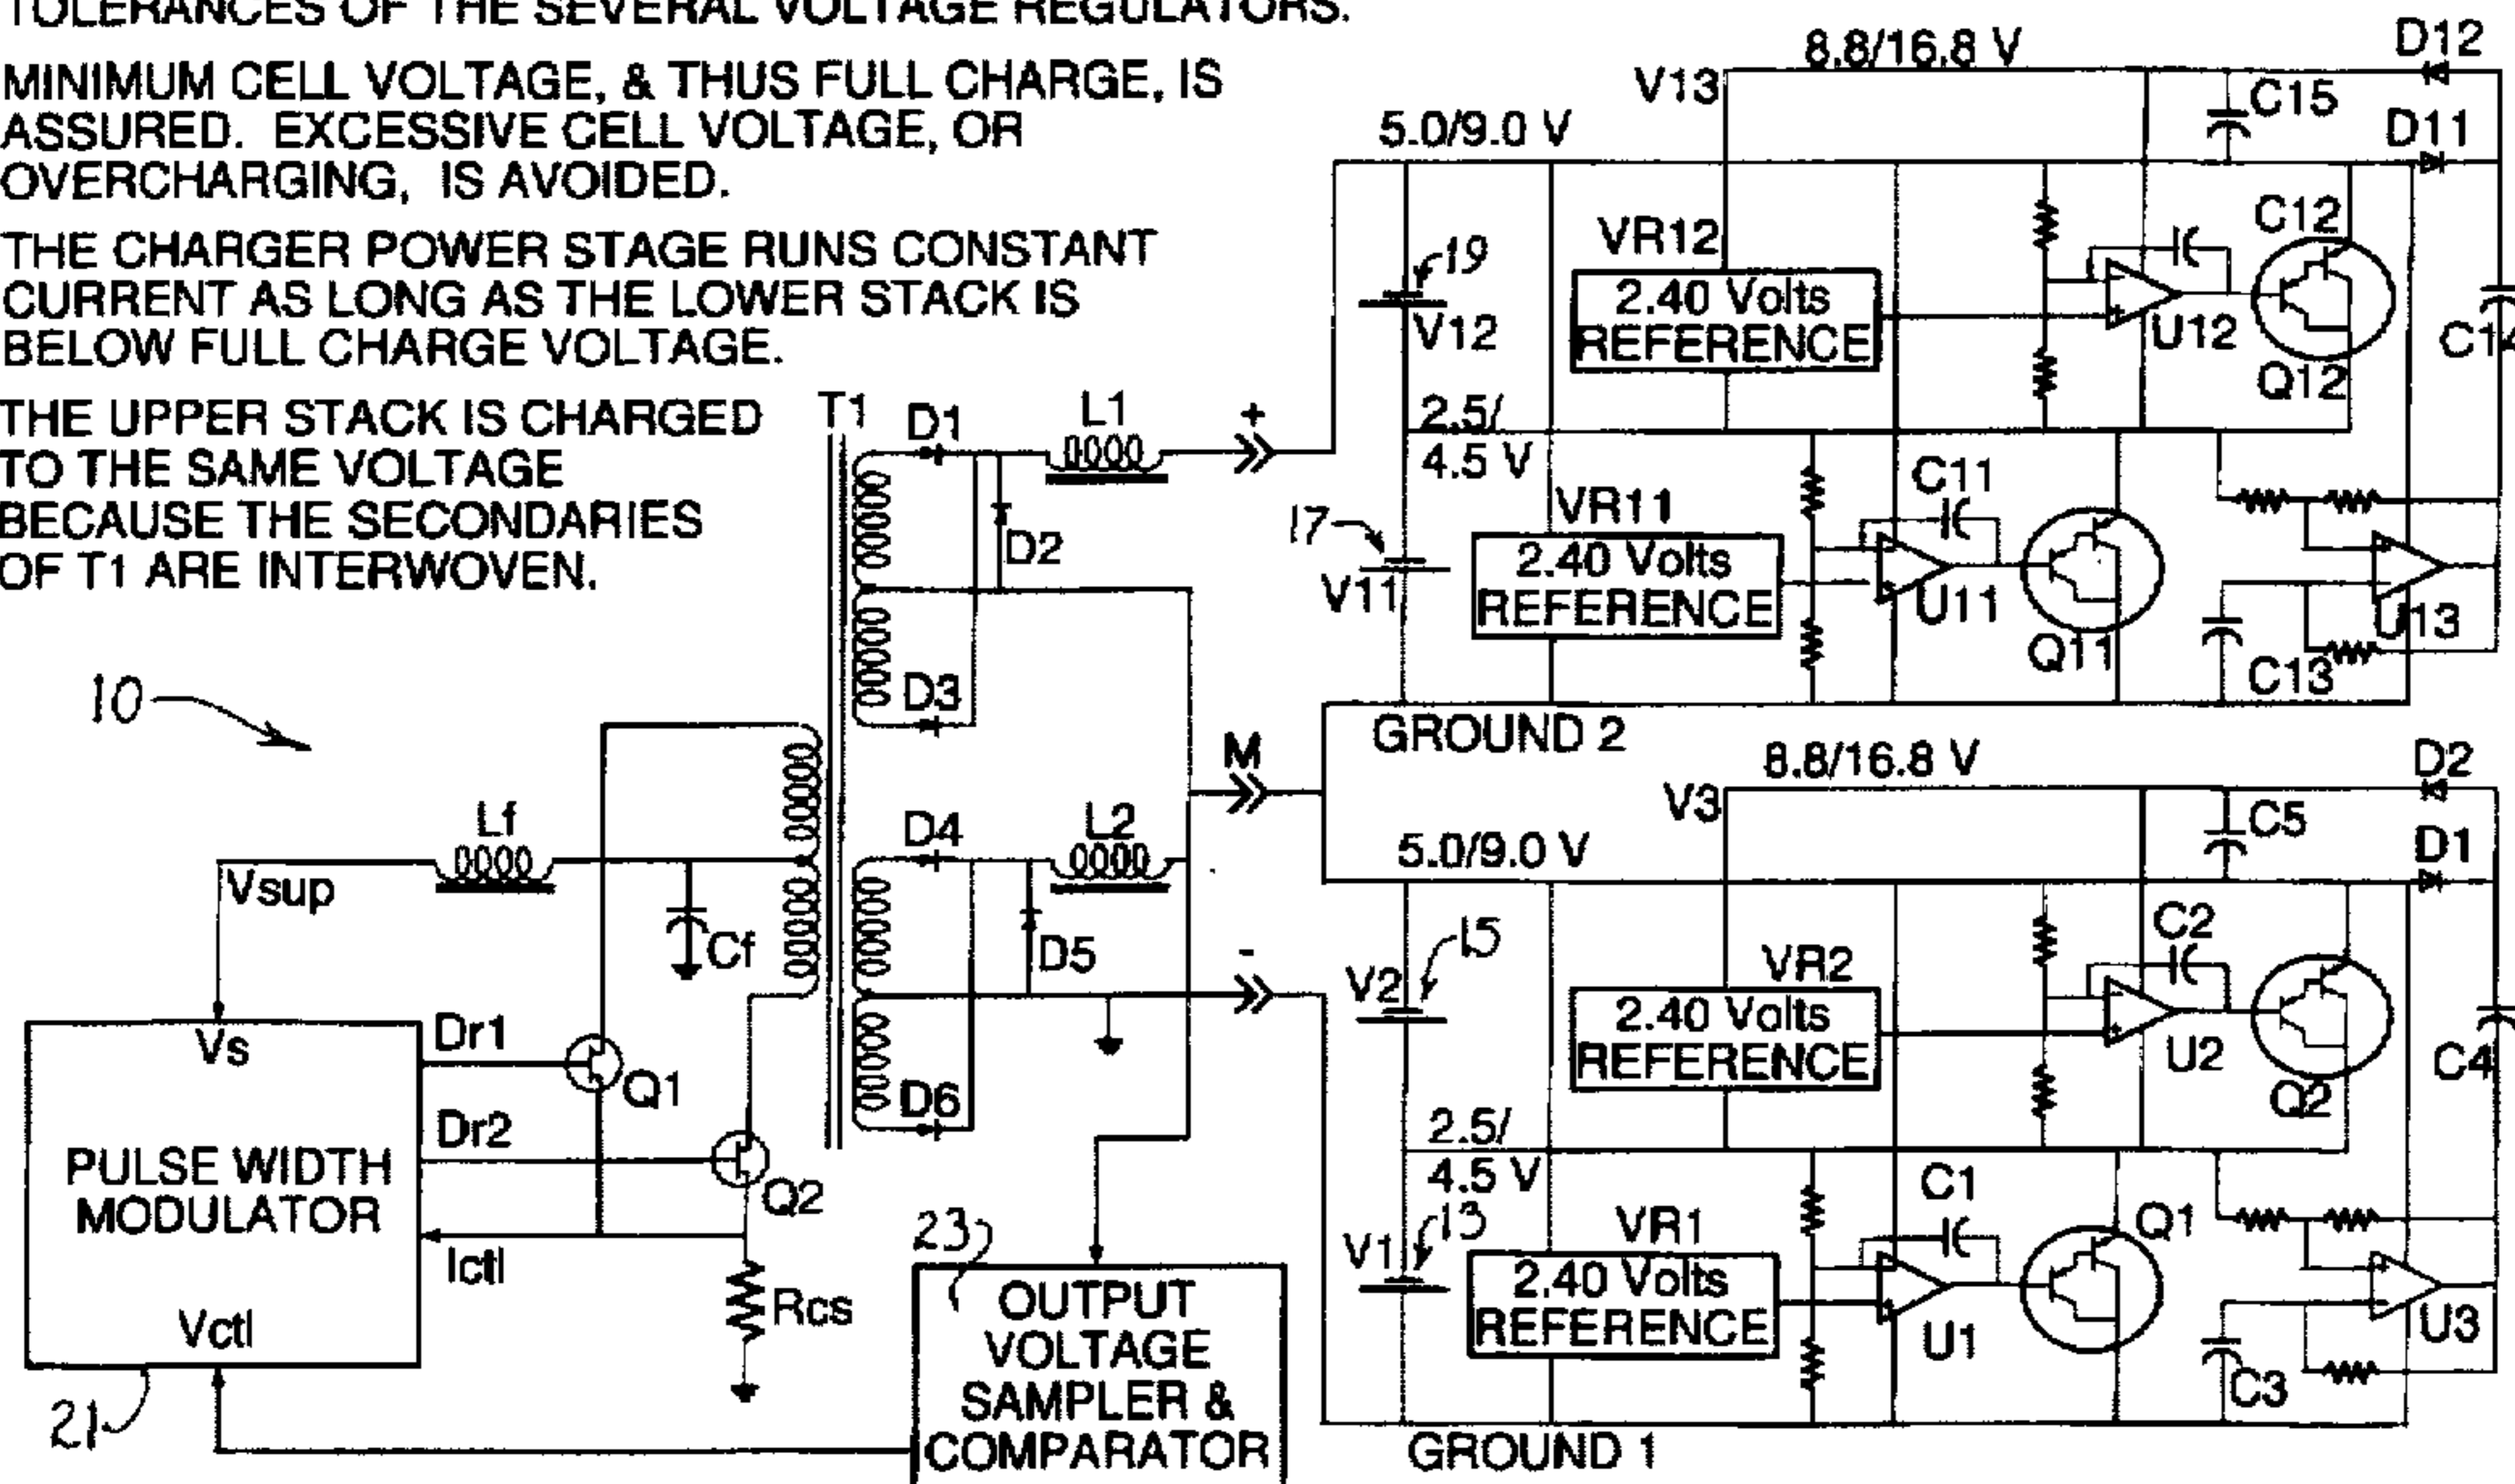 TOLERANCES OF THE SEVERAL VOLTAGE REGULATORS.
MINIMUM CELL VOLTAGE, & THUS FULL CHARGE, IS
ASSURED. EXCESSIVE CELL VOLTAGE, OR
OVERCHARGING, IS AVOIDED.
THE CHARGER POWER STAGE RUNS CONSTANT
CURRENT AS LONG AS THE LOWER STACK IS
BELOW FULL CHARGE VOLTAGE.
THE UPPER STACK IS CHARGED
TO THE SAME VOLTAGE
BECAUSE THE SECONDARIES
OF T1 ARE INTERWOVEN.
10
T1
D1
L1
+
D2
D3
M
Lf
Vsup
Cf
D4
L2
D5
-
D6
Vs
Dr1
Q1
Dr2
Q2
PULSE WIDTH
MODULATOR
Ictl
Vctl
Rcs
21
23
OUTPUT
VOLTAGE
SAMPLER &
COMPARATOR
8.8/16.8 V
D12
V13
C15
5.0/9.0 V
D11
VR12
C12
19
2.40 Volts
REFERENCE
V12
U12
Q12
2.5/
4.5 V
C11
VR11
17
2.40 Volts
REFERENCE
V11
U11
Q11
U13
C13
GROUND 2
8.8/16.8 V
D2
V3
C5
5.0/9.0 V
D1
15
C2
V2
VR2
2.40 Volts
REFERENCE
U2
Q2
C4
2.5/
4.5 V
C1
13
VR1
Q1
V1
2.40 Volts
REFERENCE
U1
U3
C3
GROUND 1